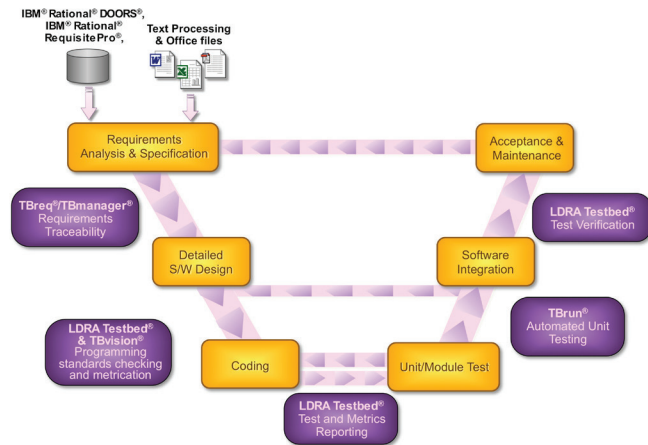 IBM® Rational® DOORS®,
IBM® Rational®
RequisitePro®,
Text Processing
& Office files
Requirements
Analysis & Specification
Acceptance &
Maintenance
TBreq®/TBmanager®
Requirements
Traceability
LDRA Testbed®
Test Verification
Detailed
S/W Design
Software
Integration
LDRA Testbed®
& TBvision®
Programming
standards checking
and metrication
TBrun®
Automated Unit
Testing
Coding
Unit/Module Test
LDRA Testbed®
Test and Metrics
Reporting